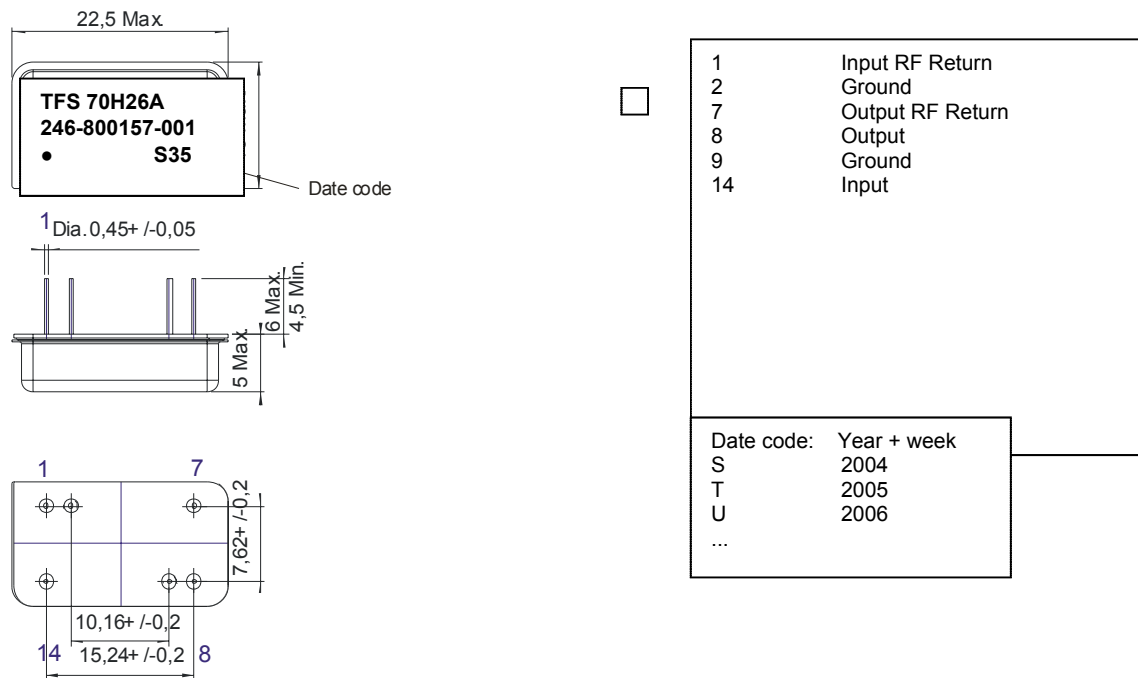 22,5 Max.
TFS 70H26A
246-800157-001
● S35
Date code
1
Dia.0,45+ /-0,05
6 Max.
4,5 Min.
5 Max.
1 7
7,62+ /-0,2
10,16+ /-0,2
14 15,24+ /-0,2 8
1 Input RF Return
2 Ground
7 Output RF Return
8 Output
9 Ground
14 Input
Date code: Year + week
S 2004
T 2005
U 2006
...